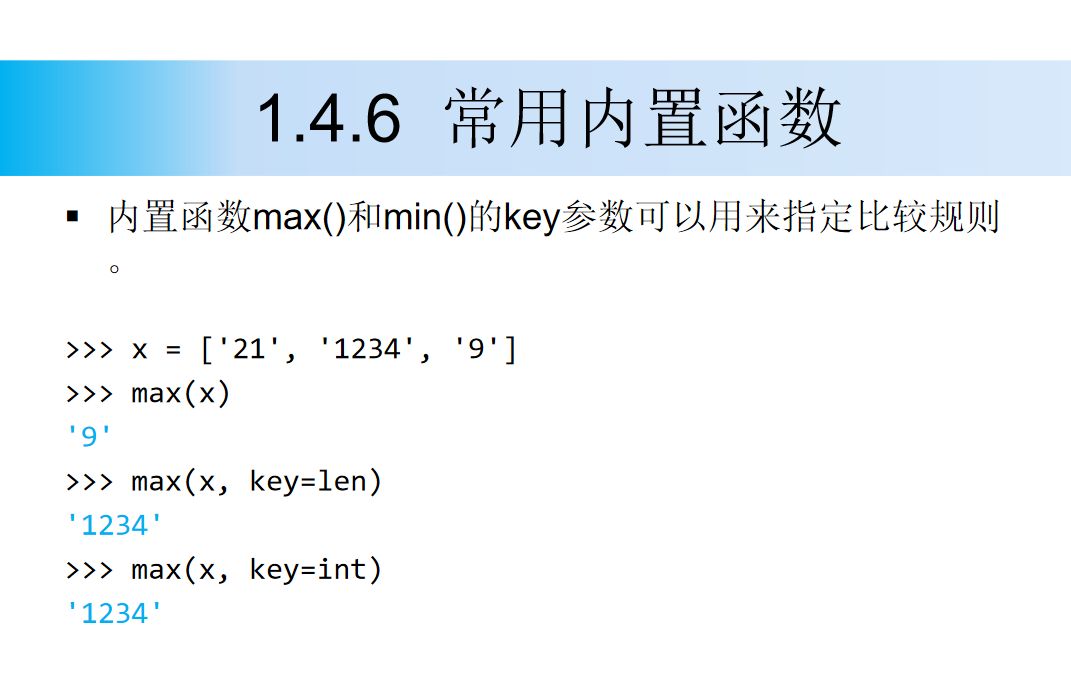 1.4.6 常用内置函数
▪ 内置函数max()和min()的key参数可以用来指定比较规则
。
>>> x = ['21', '1234', '9']
>>> max(x)
'9'
>>> max(x, key=len)
'1234'
>>> max(x, key=int)
'1234'